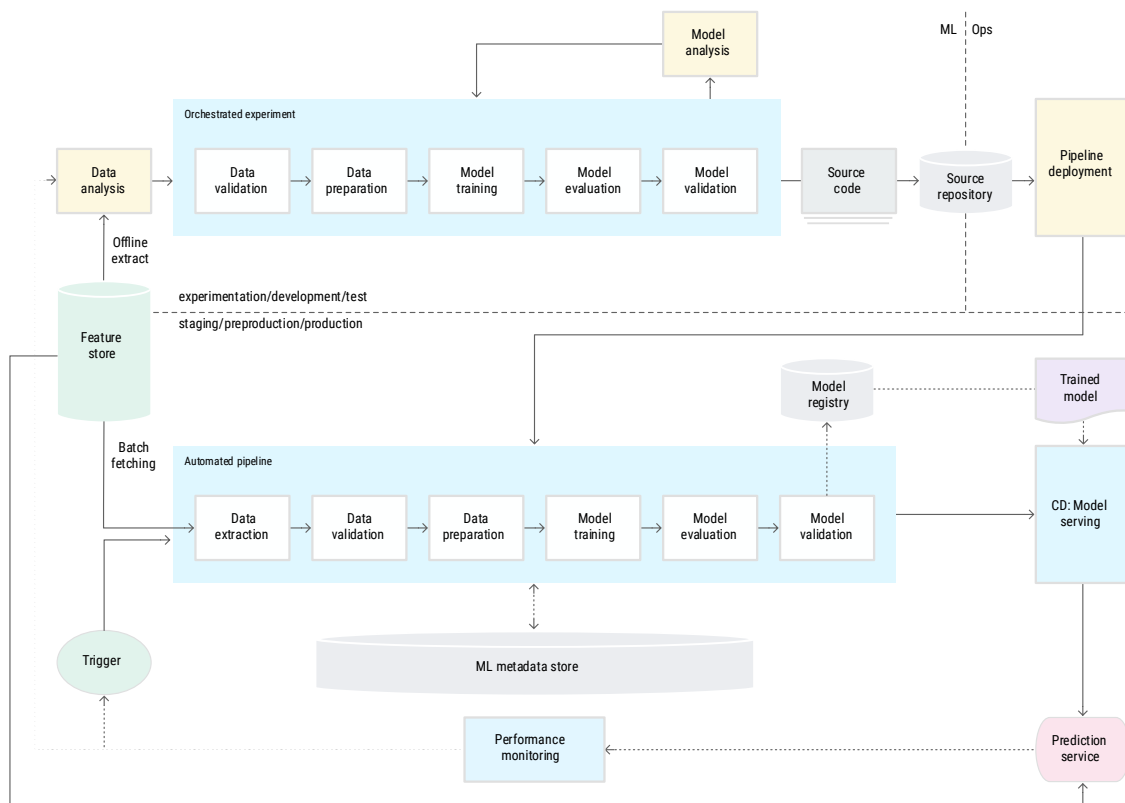 Model
analysis
ML
Ops
Orchestrated experiment
Data
analysis
Data
validation
Data
preparation
Model
training
Model
evaluation
Model
validation
Source
code
Source
repository
Pipeline
deployment
Offline
extract
experimentation/development/test
staging/preproduction/production
Feature
store
Model
registry
Trained
model
Batch
fetching
Automated pipeline
Data
extraction
Data
validation
Data
preparation
Model
training
Model
evaluation
Model
validation
CD: Model
serving
Trigger
ML metadata store
Performance
monitoring
Prediction
service